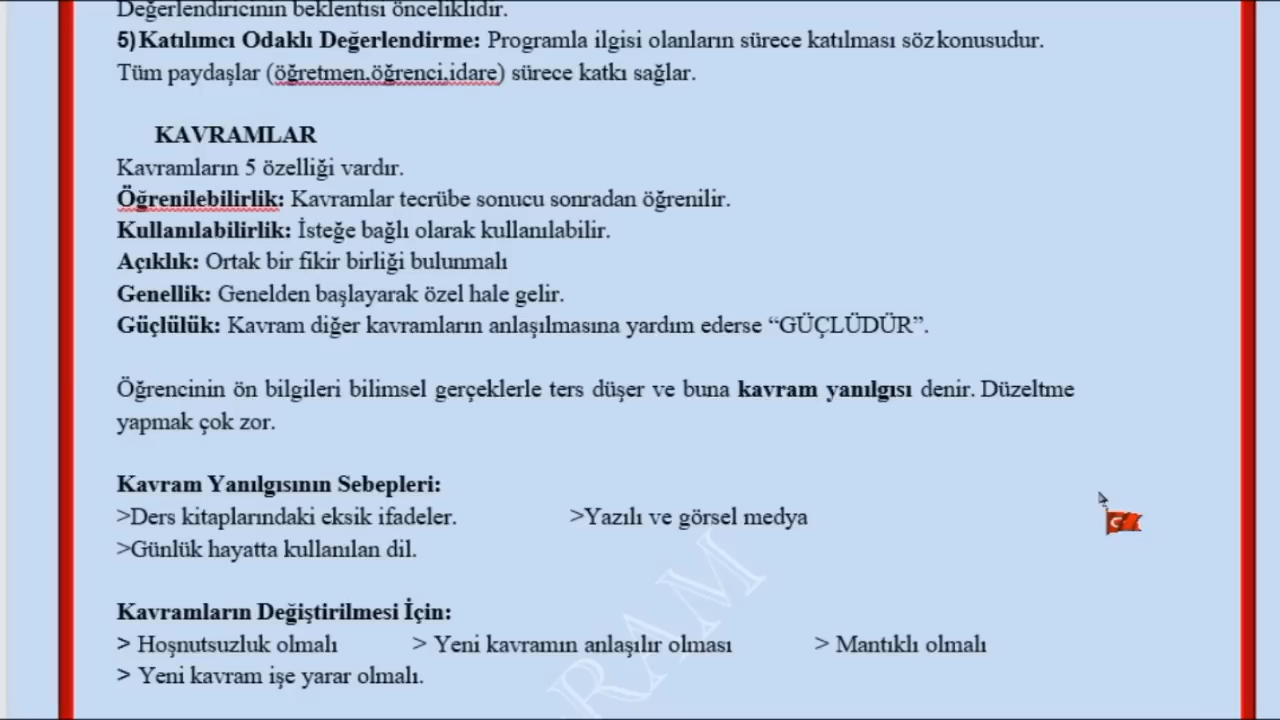 Değerlendiricinin beklentisi önceliklidir.
5)Katılımcı Odaklı Değerlendirme: Programla ilgisi olanların sürece katılması söz konusudur.
Tüm paydaşlar (öğretmen,öğrenci,idare) sürece katkı sağlar.
KAVRAMLAR
Kavramların 5 özelliği vardır.
Öğrenilebilirlik: Kavramlar tecrübe sonucu sonradan öğrenilir.
Kullanılabilirlik: İsteğe bağlı olarak kullanılabilir.
Açıklık: Ortak bir fikir birliği bulunmalı
Genellik: Genelden başlayarak özel hale gelir.
Güçlülük: Kavram diğer kavramların anlaşılmasına yardım ederse “GÜÇLÜDÜR”.
Öğrencinin ön bilgileri bilimsel gerçeklerle ters düşer ve buna kavram yanılgısı denir. Düzeltme
yapmak çok zor.
Kavram Yanılgısının Sebepleri:
>Ders kitaplarındaki eksik ifadeler. >Yazılı ve görsel medya
>Günlük hayatta kullanılan dil.
Kavramların Değiştirilmesi İçin:
> Hoşnutsuzluk olmalı > Yeni kavramın anlaşılır olması > Mantıklı olmalı
> Yeni kavram işe yarar olmalı.
RAM